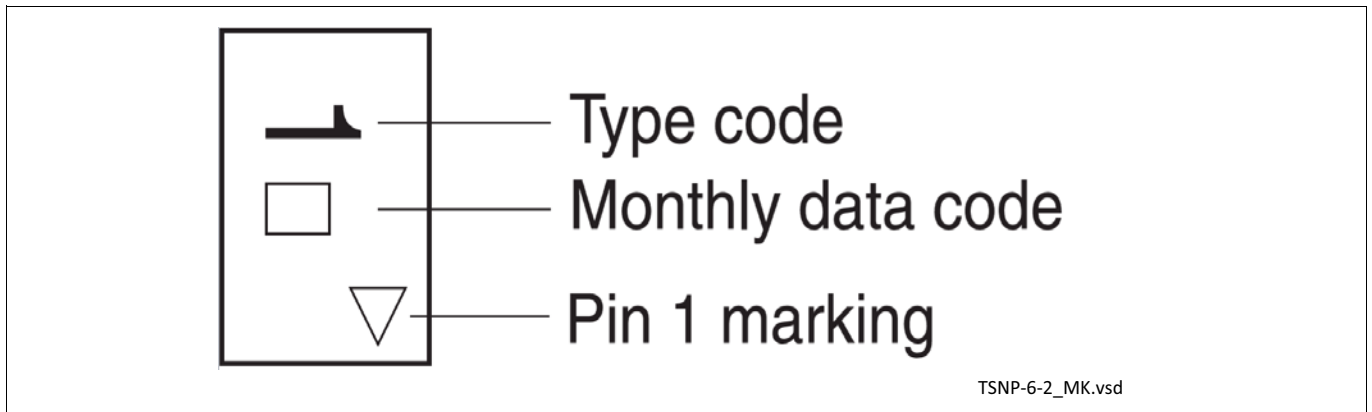 Type code
Monthly data code
Pin 1 marking
TSNP-6-2_MK.vsd